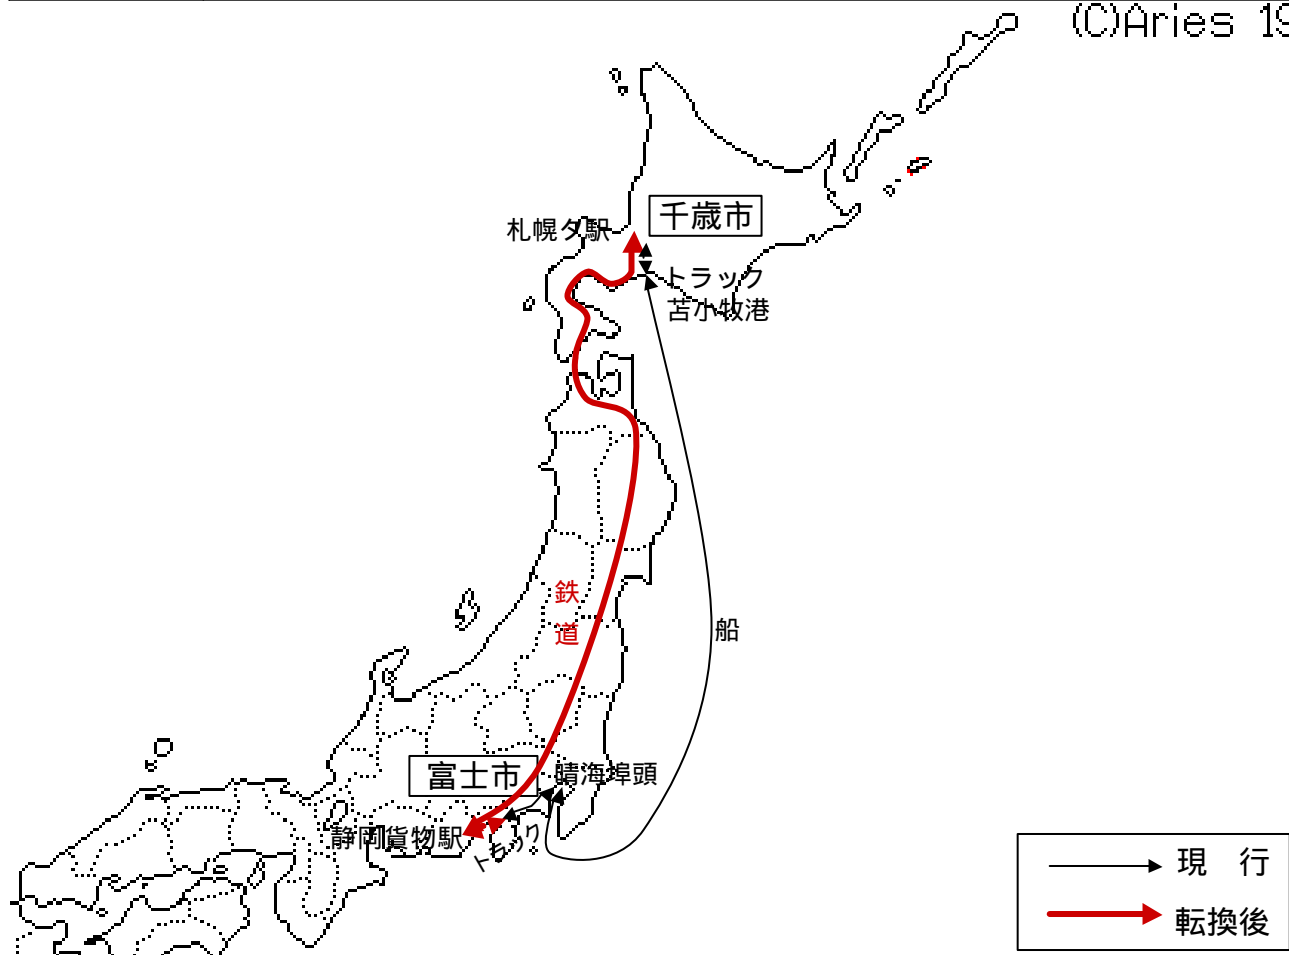 (C)Aries 19
千歳市
札幌タ駅
トラック
苫小牧港
鉄
道
船
富士市
晴海埠頭
静岡貨物駅
トラック
現　行
転換後